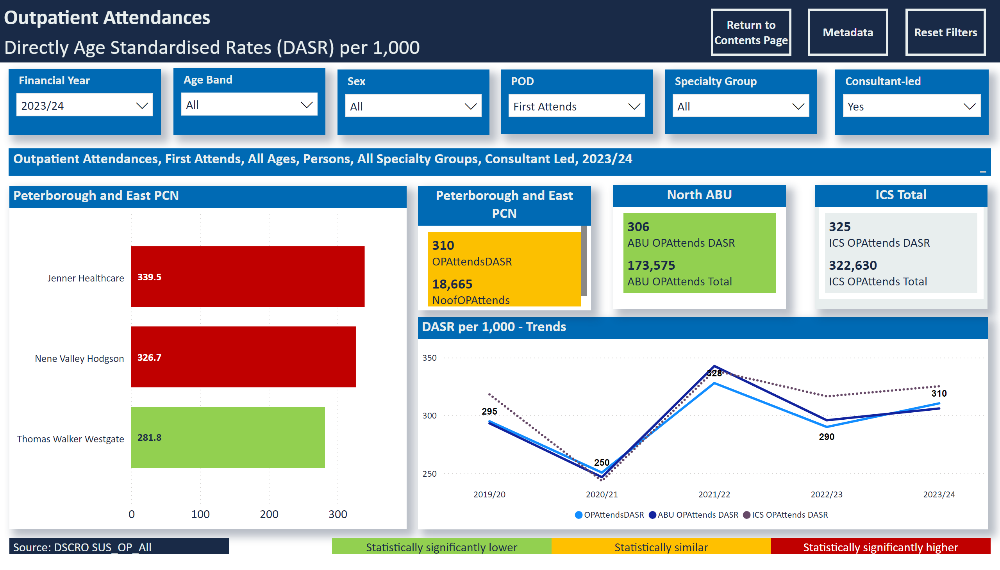 Outpatient Attendances
Directly Age Standardised Rates (DASR) per 1,000
Return to
Contents Page
Metadata
Reset Filters
Financial Year
2023/24
Age Band
All
Sex
All
POD
First Attends
Specialty Group
All
Consultant-led
Yes
Outpatient Attendances, First Attends, All Ages, Persons, All Specialty Groups, Consultant Led, 2023/24
Peterborough and East PCN
Jenner Healthcare
339.5
Nene Valley Hodgson
326.7
Thomas Walker Westgate
281.8
0
100
200
300
Peterborough and East
PCN
310
OPAttendsDASR
18,665
NoofOPAttends
North ABU
306
ABU OPAttends DASR
173,575
ABU OPAttends Total
ICS Total
325
ICS OPAttends DASR
322,630
ICS OPAttends Total
DASR per 1,000 - Trends
350
300
250
295
250
328
290
310
2019/20
2020/21
2021/22
2022/23
2023/24
OPAttendsDASR
ABU OPAttends DASR
ICS OPAttends DASR
Source: DSCRO SUS_OP_All
Statistically significantly lower
Statistically similar
Statistically significantly higher